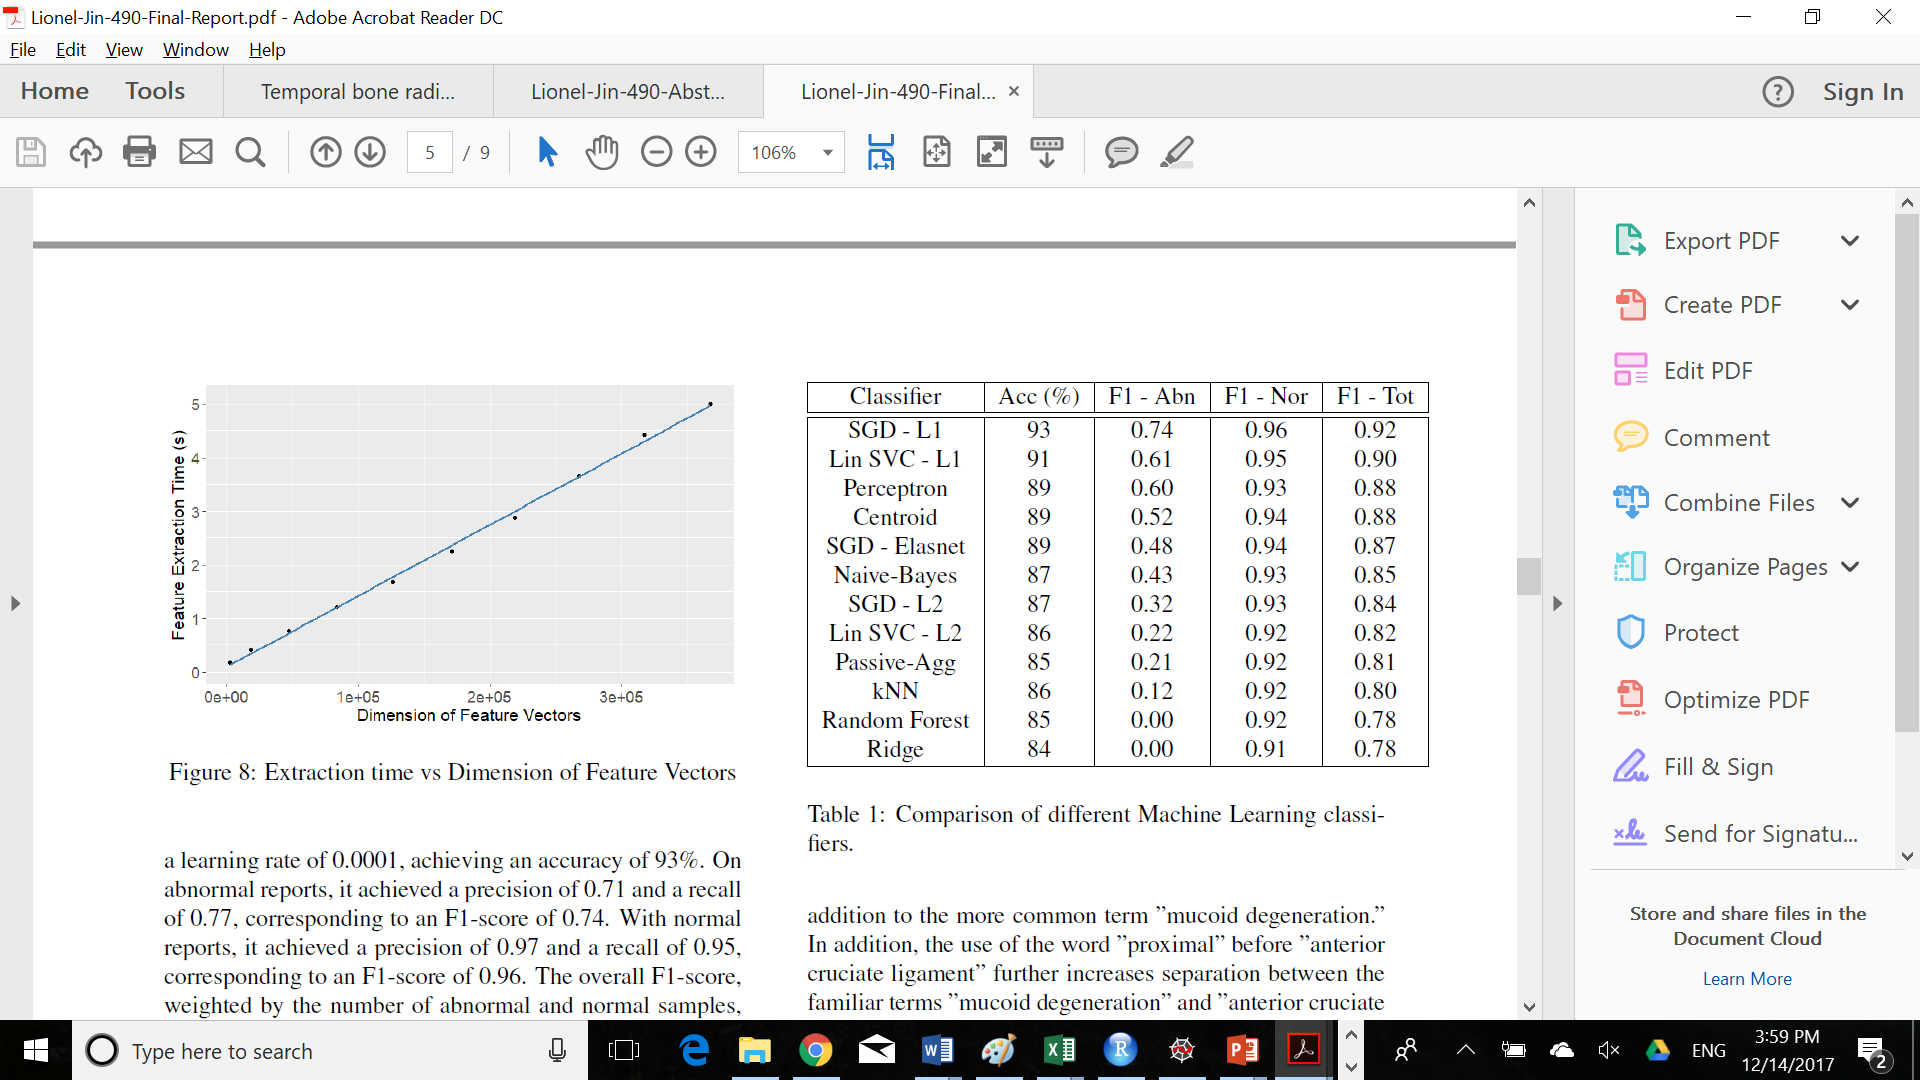 Lionel-Jin-490-Final-Report.pdf - Adobe Acrobat Reader DC
File Edit View Window Help
Home Tools Temporal bone radi... Lionel-Jin-490-Abst... Lionel-Jin-490-Final... × ? Sign In
5 / 9 106%
Export PDF
Create PDF
Edit PDF
Comment
Combine Files
Organize Pages
Protect
Optimize PDF
Fill & Sign
Send for Signatu...
Store and share files in the
Document Cloud
Learn More
Feature Extraction Time (s)
5
4
3
2
1
0
0e+00 1e+05 2e+05 3e+05
Dimension of Feature Vectors
Figure 8: Extraction time vs Dimension of Feature Vectors
a learning rate of 0.0001, achieving an accuracy of 93%. On
abnormal reports, it achieved a precision of 0.71 and a recall
of 0.77, corresponding to an F1-score of 0.74. With normal
reports, it achieved a precision of 0.97 and a recall of 0.95,
corresponding to an F1-score of 0.96. The overall F1-score,
weighted by the number of abnormal and normal samples,
Classifier Acc (%) F1 - Abn F1 - Nor F1 - Tot
SGD - L1 93 0.74 0.96 0.92
Lin SVC - L1 91 0.61 0.95 0.90
Perceptron 89 0.60 0.93 0.88
Centroid 89 0.52 0.94 0.88
SGD - Elasnet 89 0.48 0.94 0.87
Naive-Bayes 87 0.43 0.93 0.85
SGD - L2 87 0.32 0.93 0.84
Lin SVC - L2 86 0.22 0.92 0.82
Passive-Agg 85 0.21 0.92 0.81
kNN 86 0.12 0.92 0.80
Random Forest 85 0.00 0.92 0.78
Ridge 84 0.00 0.91 0.78
Table 1: Comparison of different Machine Learning classi-
fiers.
addition to the more common term ”mucoid degeneration.”
In addition, the use of the word ”proximal” before ”anterior
cruciate ligament” further increases separation between the
familiar terms ”mucoid degeneration” and ”anterior cruciate
Type here to search
ENG
3:59 PM
12/14/2017
2